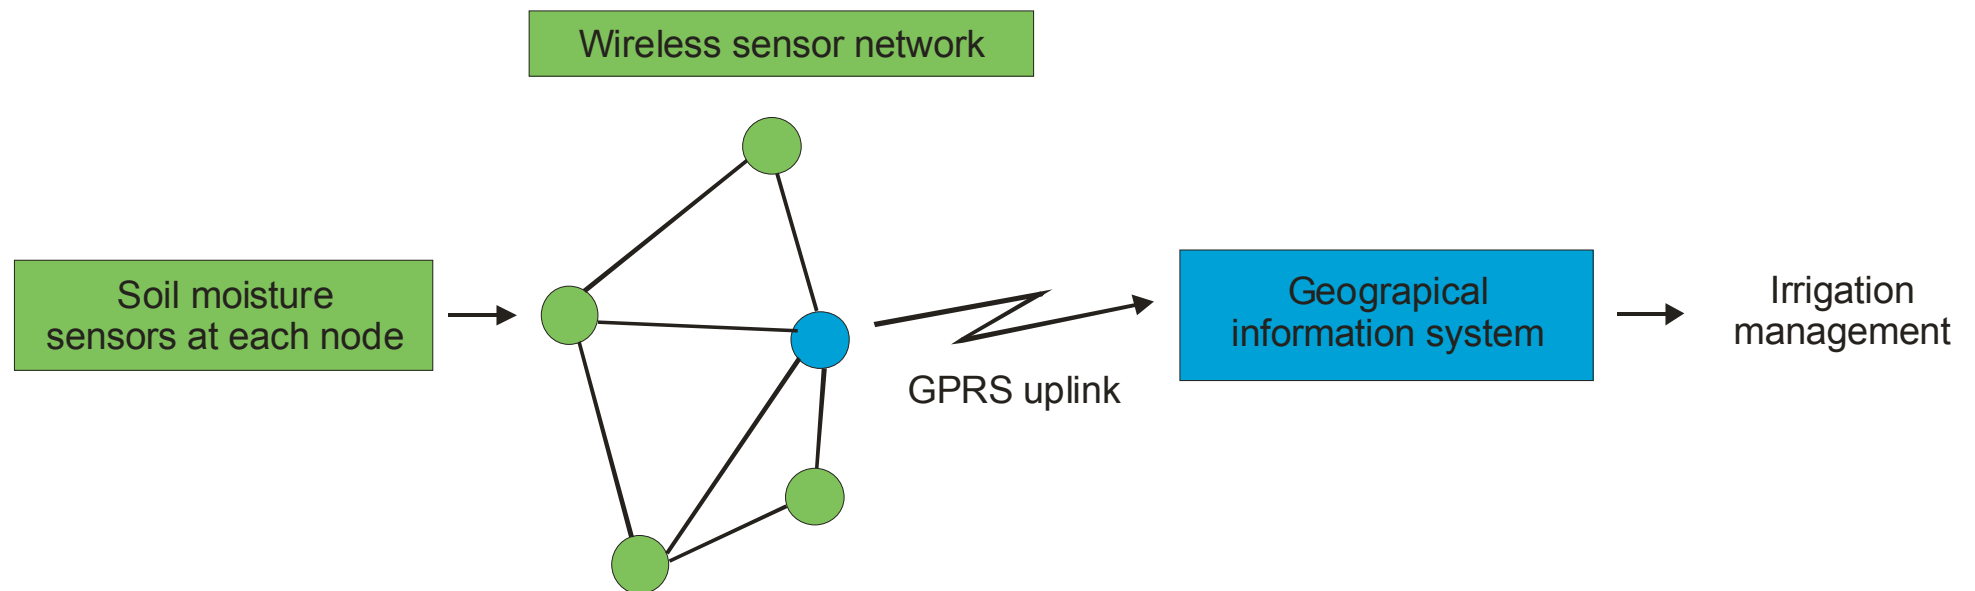 Wireless sensor network
Soil moisture
sensors at each node
GPRS uplink
Geograpical
information system
Irrigation
management